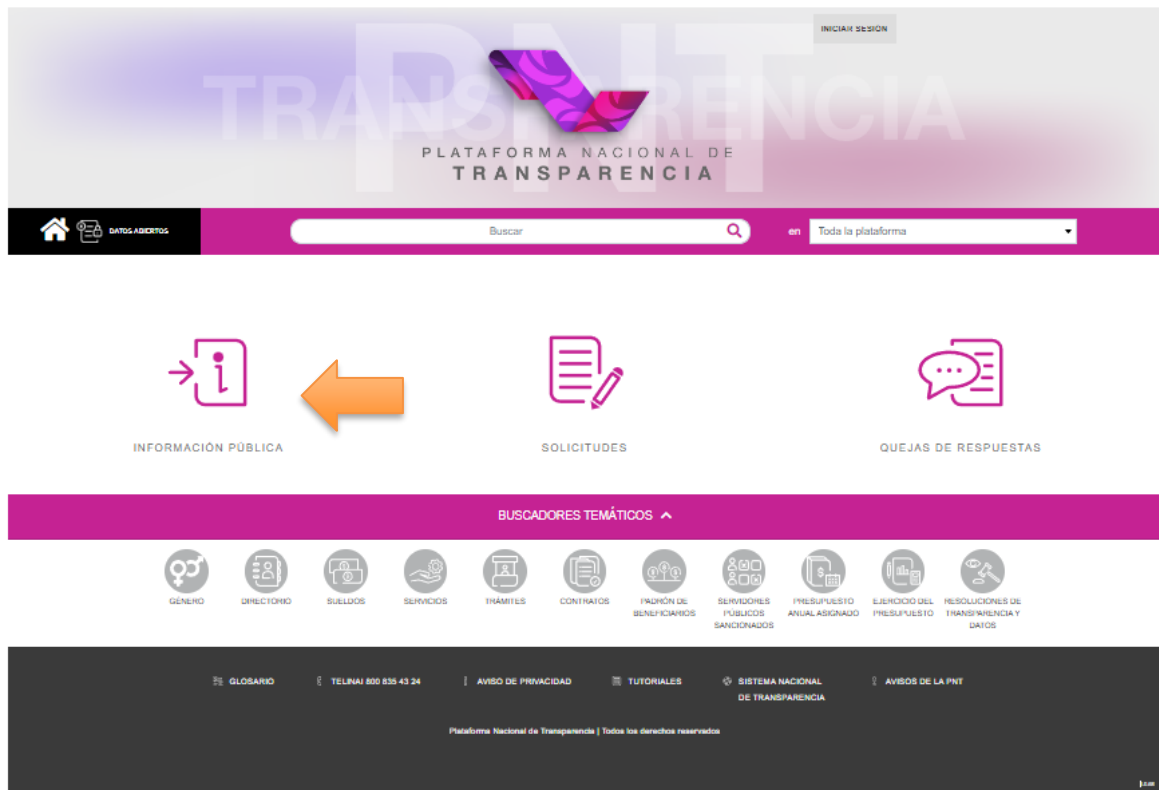 INICIAR SESIÓN
PNT
TRANSPARENCIA
PLATAFORMA NACIONAL DE
TRANSPARENCIA
DATOS ABIERTOS
Buscar
en
Toda la plataforma
INFORMACIÓN PÚBLICA
SOLICITUDES
QUEJAS DE RESPUESTAS
BUSCADORES TEMÁTICOS
GÉNERO
DIRECTORIO
SUELDOS
SERVICIOS
TRÁMITES
CONTRATOS
PADRÓN DE
BENEFICIARIOS
SERVIDORES
PÚBLICOS
SANCIONADOS
PRESUPUESTO
ANUAL ASIGNADO
EJERCICIO DEL
PRESUPUESTO
RESOLUCIONES DE
TRANSPARENCIA Y
DATOS
GLOSARIO
TELINAI 800 835 43 24
AVISO DE PRIVACIDAD
TUTORIALES
SISTEMA NACIONAL
DE TRANSPARENCIA
AVISOS DE LA PNT
Plataforma Nacional de Transparencia | Todos los derechos reservados